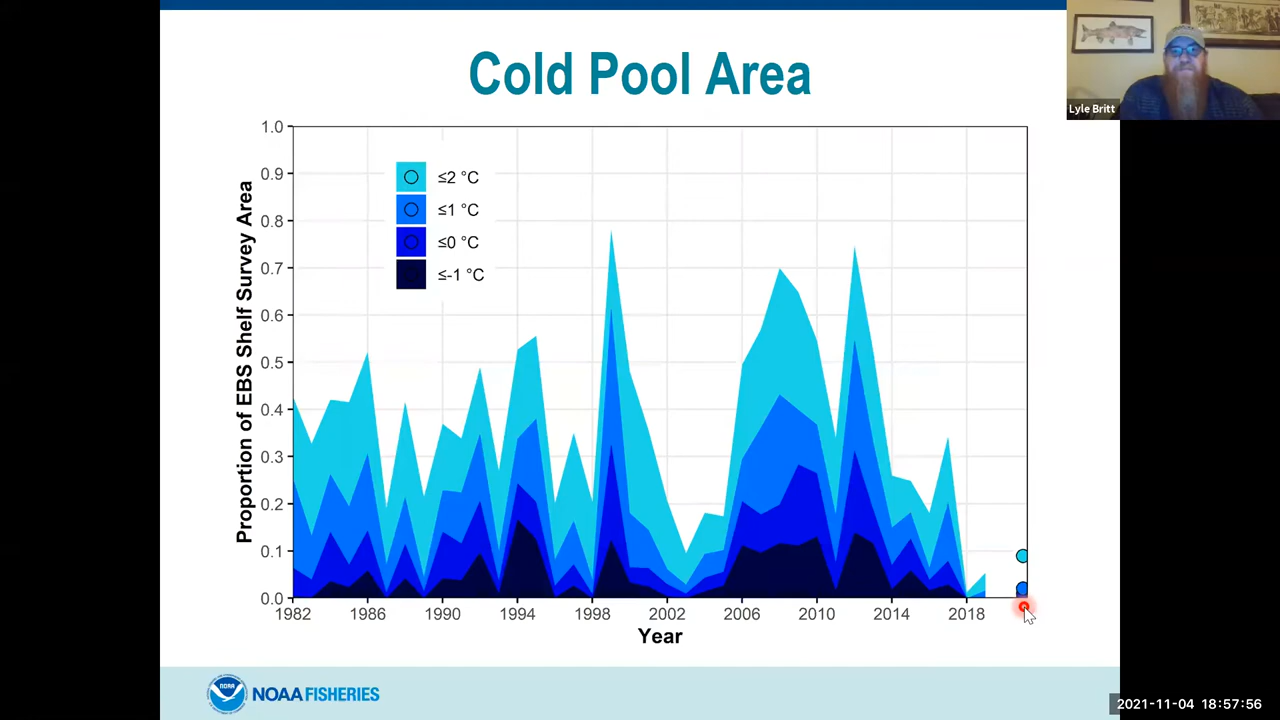 Cold Pool Area
Lyle Britt
Proportion of EBS Shelf Survey Area
1.0
0.9
0.8
0.7
0.6
0.5
0.4
0.3
0.2
0.1
0.0
≤2 °C
≤1 °C
≤0 °C
≤-1 °C
1982 1986 1990 1994 1998 2002 2006 2010 2014 2018
Year
NOAA
NOAA FISHERIES
2021-11-04 18:57:56